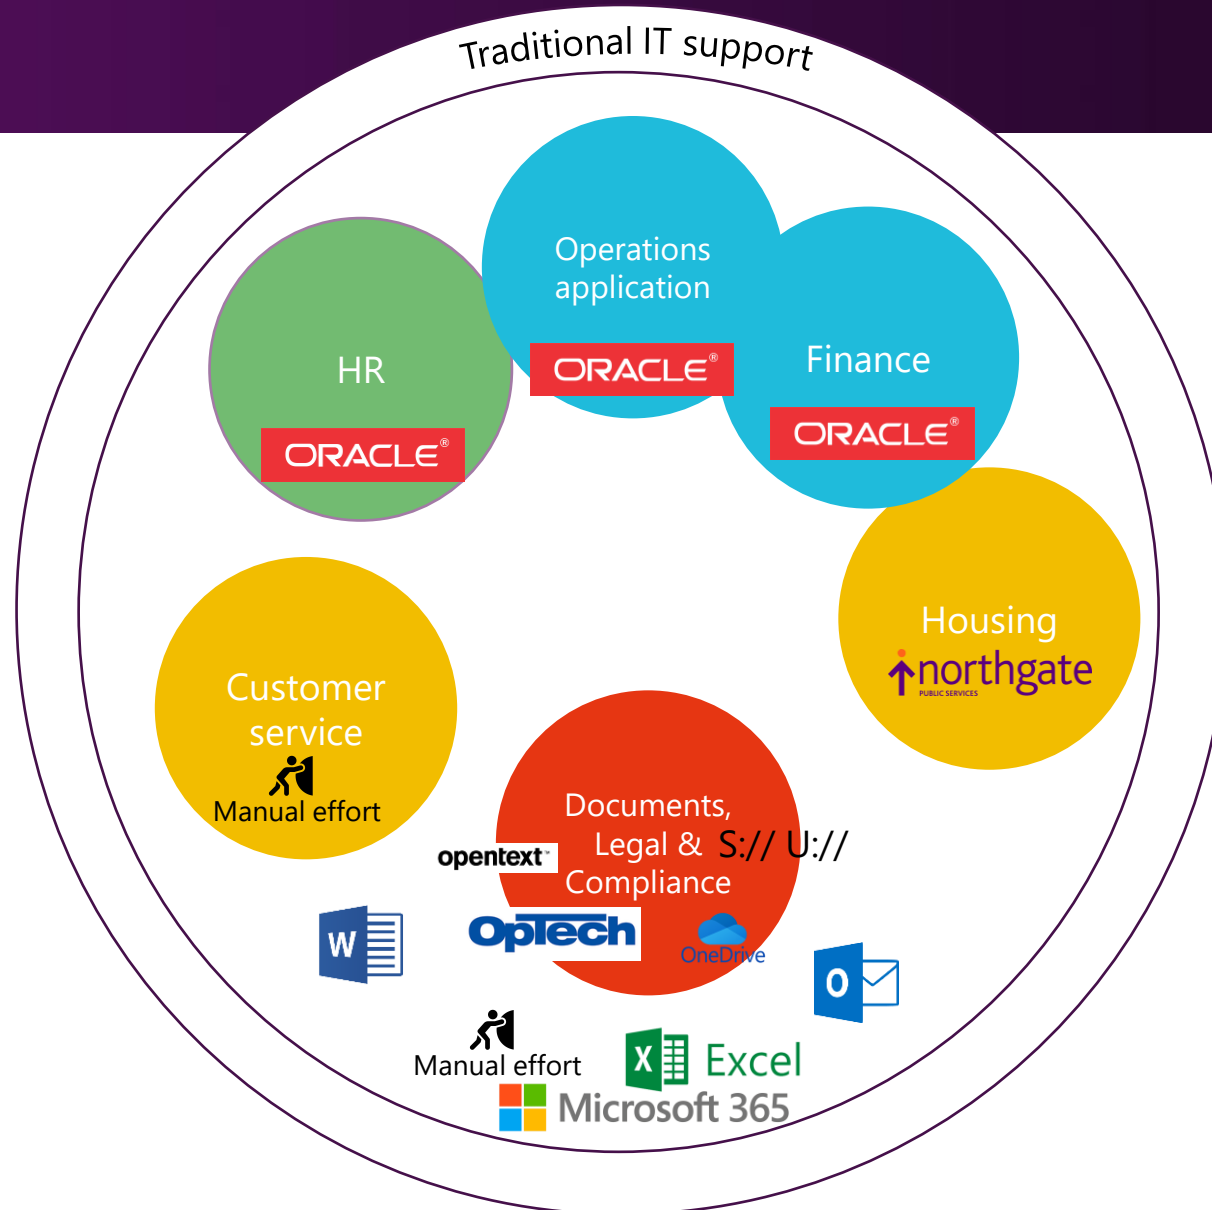 Traditional IT support
Operations
application
ORACLE®
HR
ORACLE®
Finance
ORACLE®
Housing
northgate
PUBLIC SERVICES
Customer
service
Manual effort
Documents,
Legal &
Compliance
S:// U://
opentext™
OpTech
OneDrive
W
O
Manual effort
X Excel
Microsoft 365